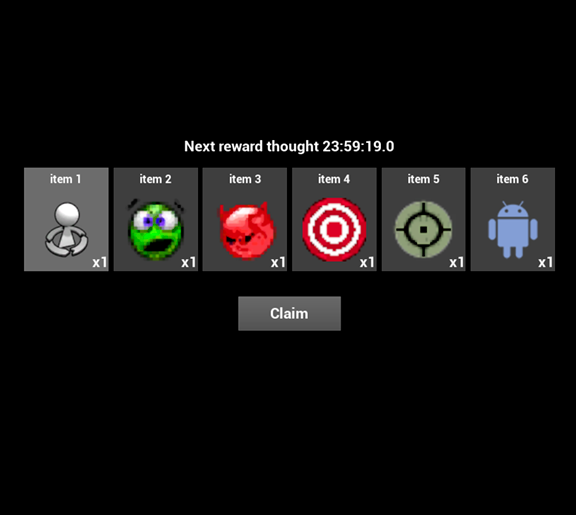 Next reward thought 23:59:19.0
item 1
item 2
item 3
item 4
item 5
item 6
x1
x1
x1
x1
x1
x1
Claim